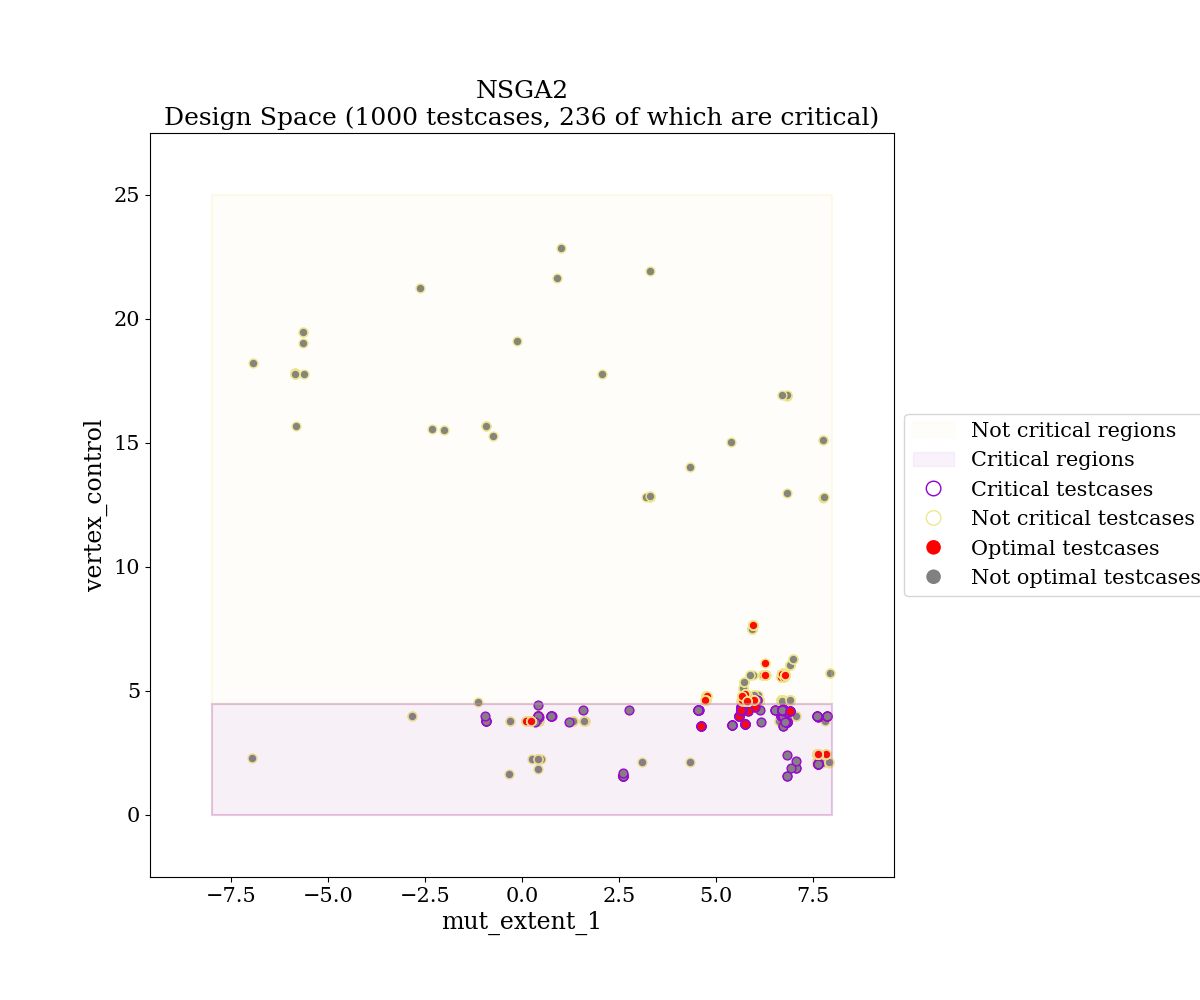 NSGA2
Design Space (1000 testcases, 236 of which are critical)
25
20
15
10
5
0
vertex_control
−7.5
−5.0
−2.5
0.0
2.5
5.0
7.5
mut_extent_1
Not critical regions
Critical regions
Critical testcases
Not critical testcases
Optimal testcases
Not optimal testcases